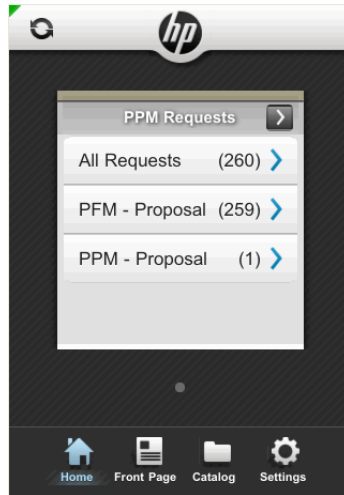 hp
PPM Requests
All Requests (260)
PFM - Proposal (259)
PPM - Proposal (1)
Home Front Page Catalog Settings